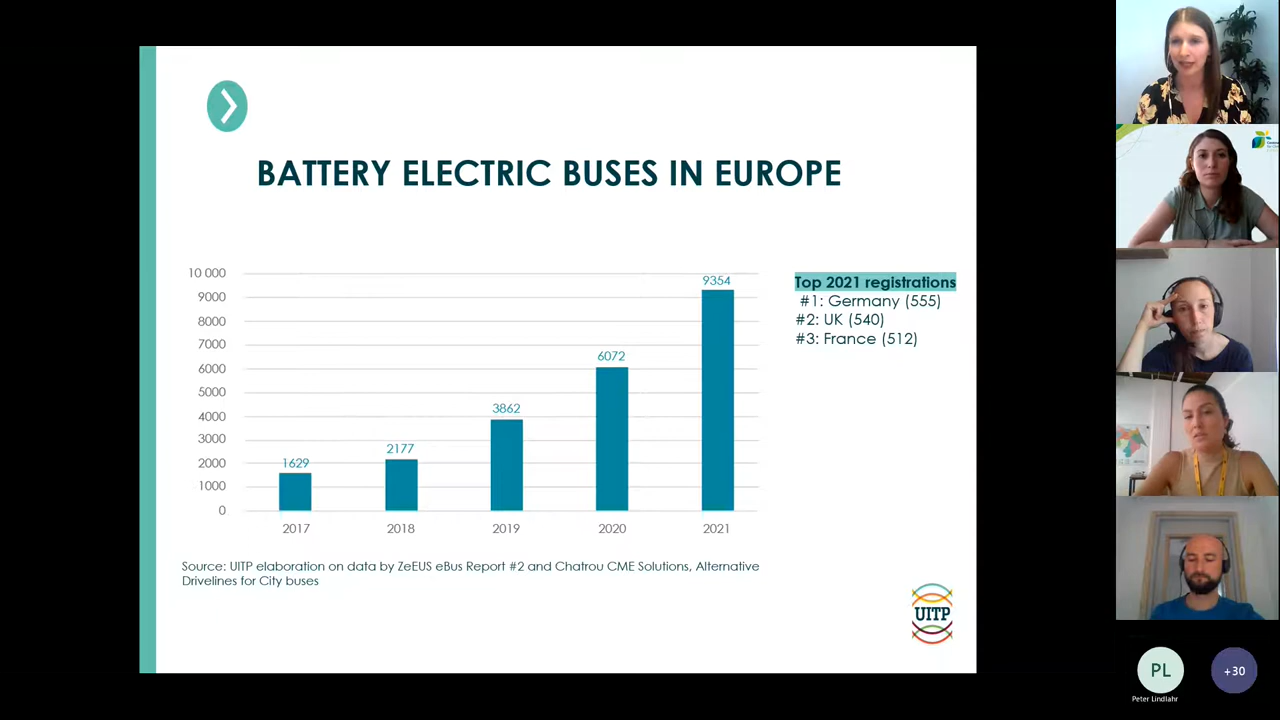 BATTERY ELECTRIC BUSES IN EUROPE
10 000
9000
8000
7000
6000
5000
4000
3000
2000
1000
0
1629
2177
3862
6072
9354
2017
2018
2019
2020
2021
Top 2021 registrations
#1: Germany (555)
#2: UK (540)
#3: France (512)
Source: UITP elaboration on data by ZeEUS eBus Report #2 and Chatrou CME Solutions, Alternative
Drivelines for City buses
UITP
PL
Peter Lindlahr
+30